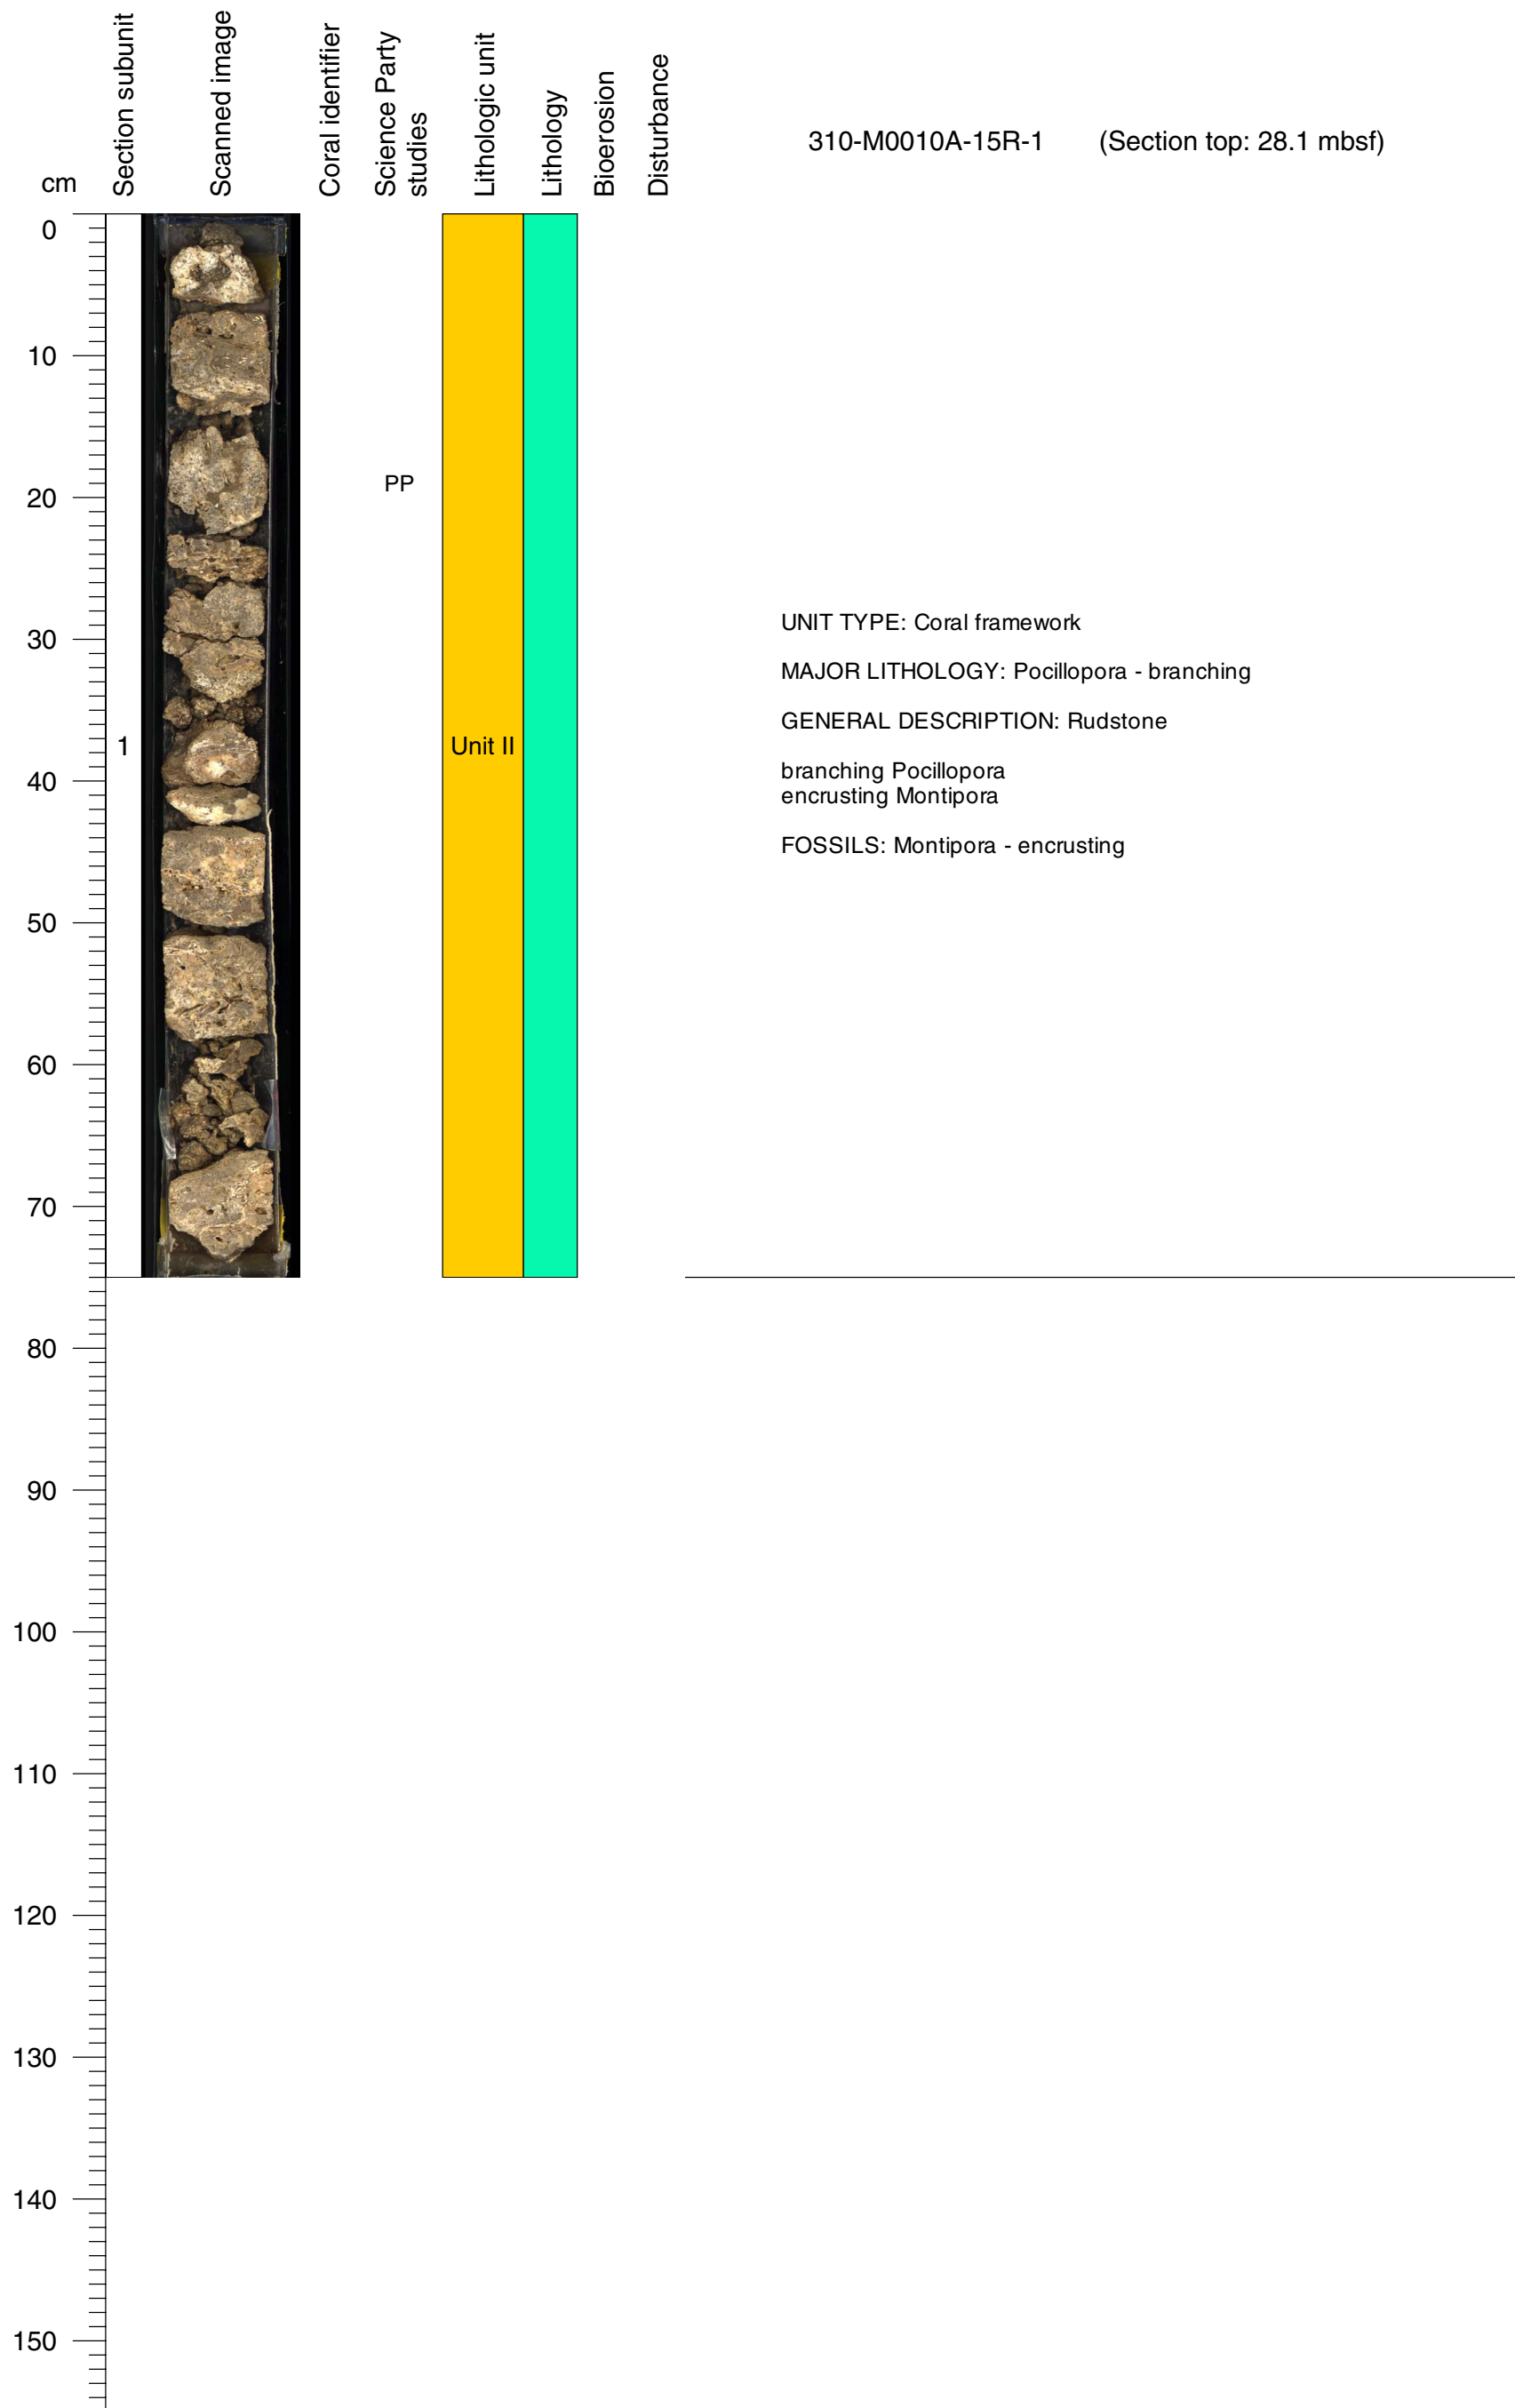 Section subunit
Scanned image
Coral identifier
Science Party
studies
Lithologic unit
Lithology
Bioerosion
Disturbance
310-M0010A-15R-1 (Section top: 28.1 mbsf)
cm
0
10
20
PP
30
UNIT TYPE: Coral framework
MAJOR LITHOLOGY: Pocillopora - branching
GENERAL DESCRIPTION: Rudstone
1
Unit II
branching Pocillopora
encrusting Montipora
40
FOSSILS: Montipora - encrusting
50
60
70
80
90
100
110
120
130
140
150